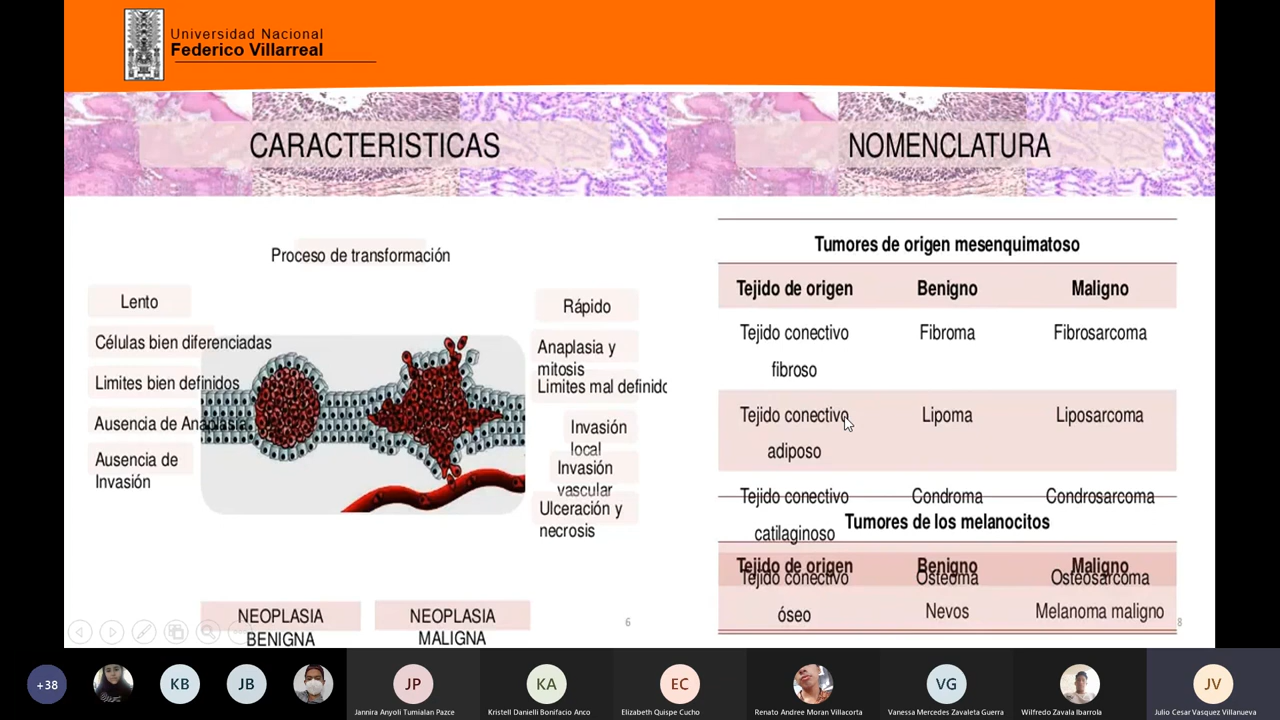 Universidad Nacional
Federico Villarreal
CARACTERISTICAS
Proceso de transformación
Lento
Células bien diferenciadas
Limites bien definidos
Ausencia de Anaplasia
Ausencia de
Invasión
Rápido
Anaplasia y
mitosis
Limites mal definido
Invasión
local
Invasión
vascular
Ulceración y
necrosis
NEOPLASIA
BENIGNA
NEOPLASIA
MALIGNA
6
NOMENCLATURA
Tumores de origen mesenquimatoso
Tejido de origen Benigno Maligno
Tejido conectivo Fibroma Fibrosarcoma
fibroso
Tejido conectivo Lipoma Liposarcoma
adiposo
Tejido conectivo Condroma Condrosarcoma
catilaginoso
Tumores de los melanocitos
Tejido de origen Benigno Maligno
Tejido conectivo Osteoma Osteosarcoma
óseo Nevos Melanoma maligno
8
+38
KB
JB
JP
KA
EC
VG
JV
Jannira Anyoli Tumialan Pazce
Kristell Danielli Bonifacio Anco
Elizabeth Quispe Cucho
Renato Andree Moran Villacorta
Vanessa Mercedes Zavaleta Guerra
Wilfredo Zavala Ibarrola
Julio Cesar Vasquez Villanueva